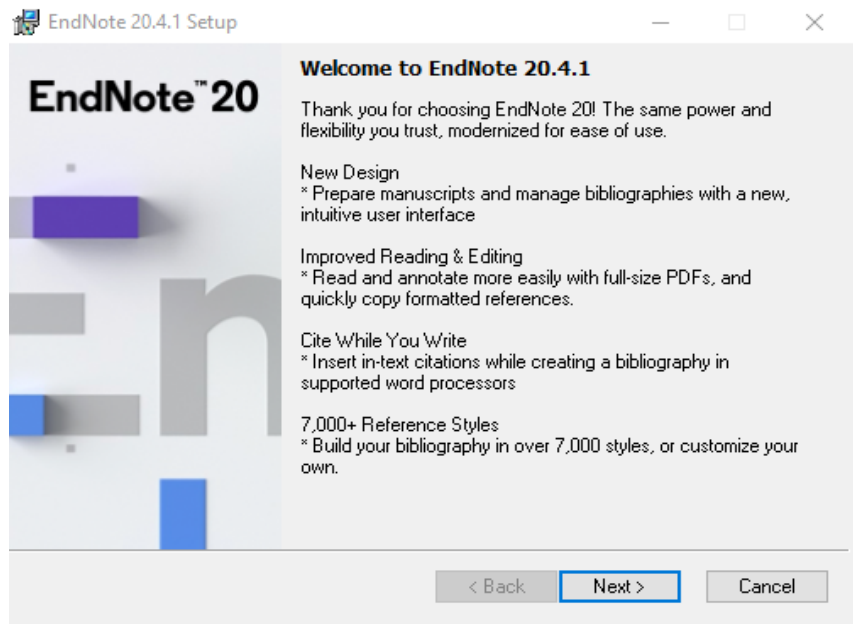 EndNote 20.4.1 Setup
EndNote™20
Welcome to EndNote 20.4.1
Thank you for choosing EndNote 20! The same power and
flexibility you trust, modernized for ease of use.
New Design
* Prepare manuscripts and manage bibliographies with a new,
intuitive user interface
Improved Reading & Editing
* Read and annotate more easily with full-size PDFs, and
quickly copy formatted references.
Cite While You Write
* Insert in-text citations while creating a bibliography in
supported word processors
7,000+ Reference Styles
* Build your bibliography in over 7,000 styles, or customize your
own.
< Back
Next >
Cancel